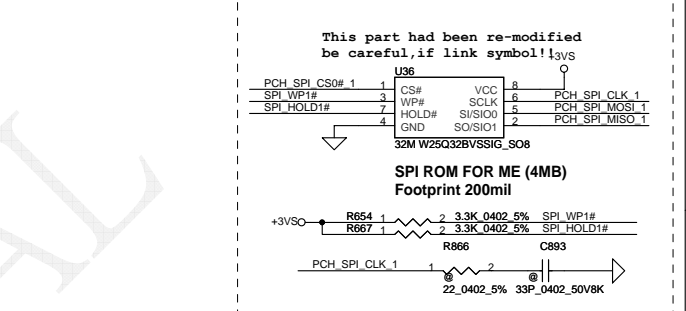 This part had been re-modified
be careful,if link symbol!!
+3VS
U36
PCH_SPI_CS0#_1 1 CS# VCC 8
SPI_WP1# 3 WP# SCLK 6 PCH_SPI_CLK_1
SPI_HOLD1# 7 HOLD# SI/SIO0 5 PCH_SPI_MOSI_1
4 GND SO/SIO1 2 PCH_SPI_MISO_1
32M W25Q32BVSSIG_SO8
SPI ROM FOR ME (4MB)
Footprint 200mil
+3VS R654 1 2 3.3K_0402_5% SPI_WP1#
R667 1 2 3.3K_0402_5% SPI_HOLD1#
R866 C893
PCH_SPI_CLK_1 1 2
@ @
22_0402_5% 33P_0402_50V8K
AL